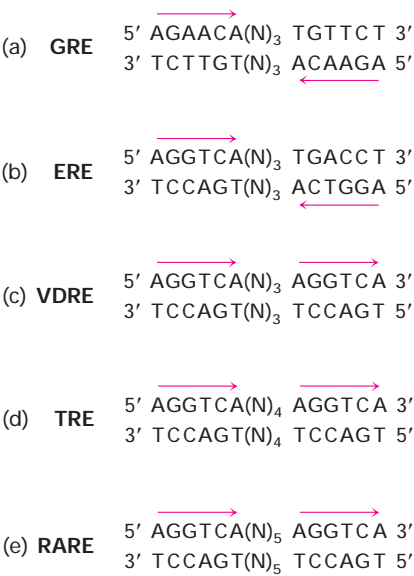 5′ AGAACA(N)₃ TGTTCT 3′
(a) GRE
3′ TCTTGT(N)₃ ACAAGA 5′
5′ AGGTCA(N)₃ TGACCT 3′
(b) ERE
3′ TCCAGT(N)₃ ACTGGA 5′
5′ AGGTCA(N)₃ AGGTCA 3′
(c) VDRE
3′ TCCAGT(N)₃ TCCAGT 5′
5′ AGGTCA(N)₄ AGGTCA 3′
(d) TRE
3′ TCCAGT(N)₄ TCCAGT 5′
5′ AGGTCA(N)₅ AGGTCA 3′
(e) RARE
3′ TCCAGT(N)₅ TCCAGT 5′